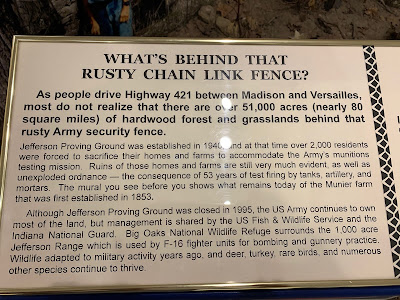 WHAT'S BEHIND THAT
RUSTY CHAIN LINK FENCE?
As people drive Highway 421 between Madison and Versailles,
most do not realize that there are over 51,000 acres (nearly 80
square miles) of hardwood forest and grasslands behind that
rusty Army security fence.
Jefferson Proving Ground was established in 1940, and at that time over 2,000 residents
were forced to sacrifice their homes and farms to accommodate the Army's munitions
testing mission. Ruins of those homes and farms are still very much evident, as well as
unexploded ordnance — the consequence of 53 years of test firing by tanks, artillery, and
mortars. The mural you see before you shows what remains today of the Munier farm
that was first established in 1853.
Although Jefferson Proving Ground was closed in 1995, the US Army continues to own
most of the land, but management is shared by the US Fish & Wildlife Service and the
Indiana National Guard. Big Oaks National Wildlife Refuge surrounds the 1,000 acre
Jefferson Range which is used by F-16 fighter units for bombing and gunnery practice.
Wildlife adapted to military activity years ago, and deer, turkey, rare birds, and numerous
other species continue to thrive.